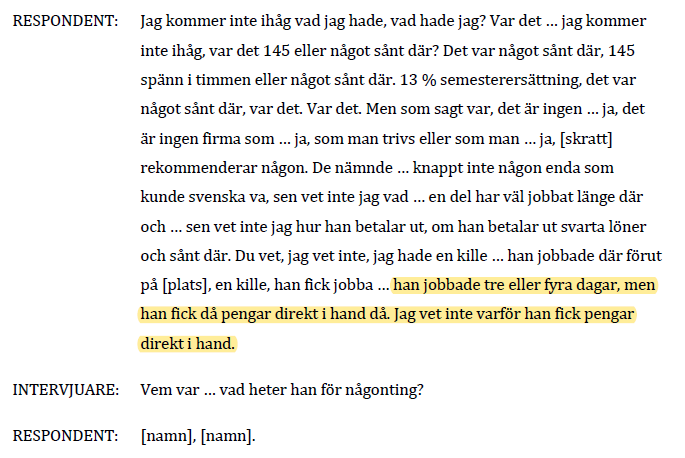 RESPONDENT: Jag kommer inte ihåg vad jag hade, vad hade jag? Var det … jag kommer
inte ihåg, var det 145 eller något sånt där? Det var något sånt där, 145
spänn i timmen eller något sånt där. 13 % semesterersättning, det var
något sånt där, var det. Var det. Men som sagt var, det är ingen … ja, det
är ingen firma som … ja, som man trivs eller som man … ja, [skratt]
rekommenderar någon. De nämnde … knappt inte någon enda som
kunde svenska va, sen vet inte jag vad … en del har väl jobbat länge där
och … sen vet inte jag hur han betalar ut, om han betalar ut svarta löner
och sånt där. Du vet, jag vet inte, jag hade en kille … han jobbade där förut
på [plats], en kille, han fick jobba … han jobbade tre eller fyra dagar, men
han fick då pengar direkt i hand då. Jag vet inte varför han fick pengar
direkt i hand.
INTERVJUARE: Vem var … vad heter han för någonting?
RESPONDENT: [namn], [namn].